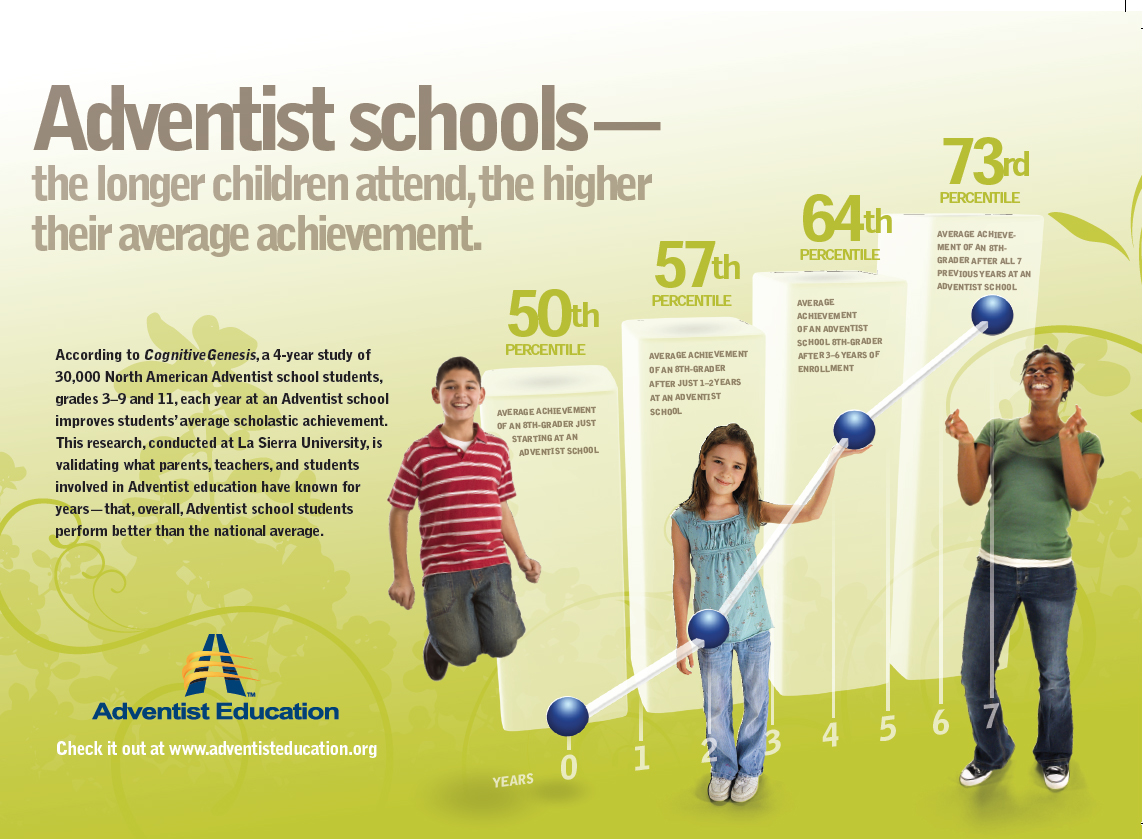 Adventist schools—
the longer children attend, the higher
their average achievement.
According to CognitiveGenesis, a 4-year study of
30,000 North American Adventist school students,
grades 3–9 and 11, each year at an Adventist school
improves students’ average scholastic achievement.
This research, conducted at La Sierra University, is
validating what parents, teachers, and students
involved in Adventist education have known for
years—that, overall, Adventist school students
perform better than the national average.
Adventist Education
TM
Check it out at www.adventisteducation.org
50th
PERCENTILE
AVERAGE ACHIEVEMENT
OF AN 8TH-GRADER JUST
STARTING AT AN
ADVENTIST SCHOOL
57th
PERCENTILE
AVERAGE ACHIEVEMENT
OF AN 8TH-GRADER
AFTER JUST 1–2 YEARS
AT AN ADVENTIST
SCHOOL
64th
PERCENTILE
AVERAGE
ACHIEVEMENT
OF AN ADVENTIST
SCHOOL 8TH-GRADER
AFTER 3–6 YEARS OF
ENROLLMENT
73rd
PERCENTILE
AVERAGE ACHIEVE-
MENT OF AN 8TH-
GRADER AFTER ALL 7
PREVIOUS YEARS AT AN
ADVENTIST SCHOOL
YEARS 0 1 2 3 4 5 6 7